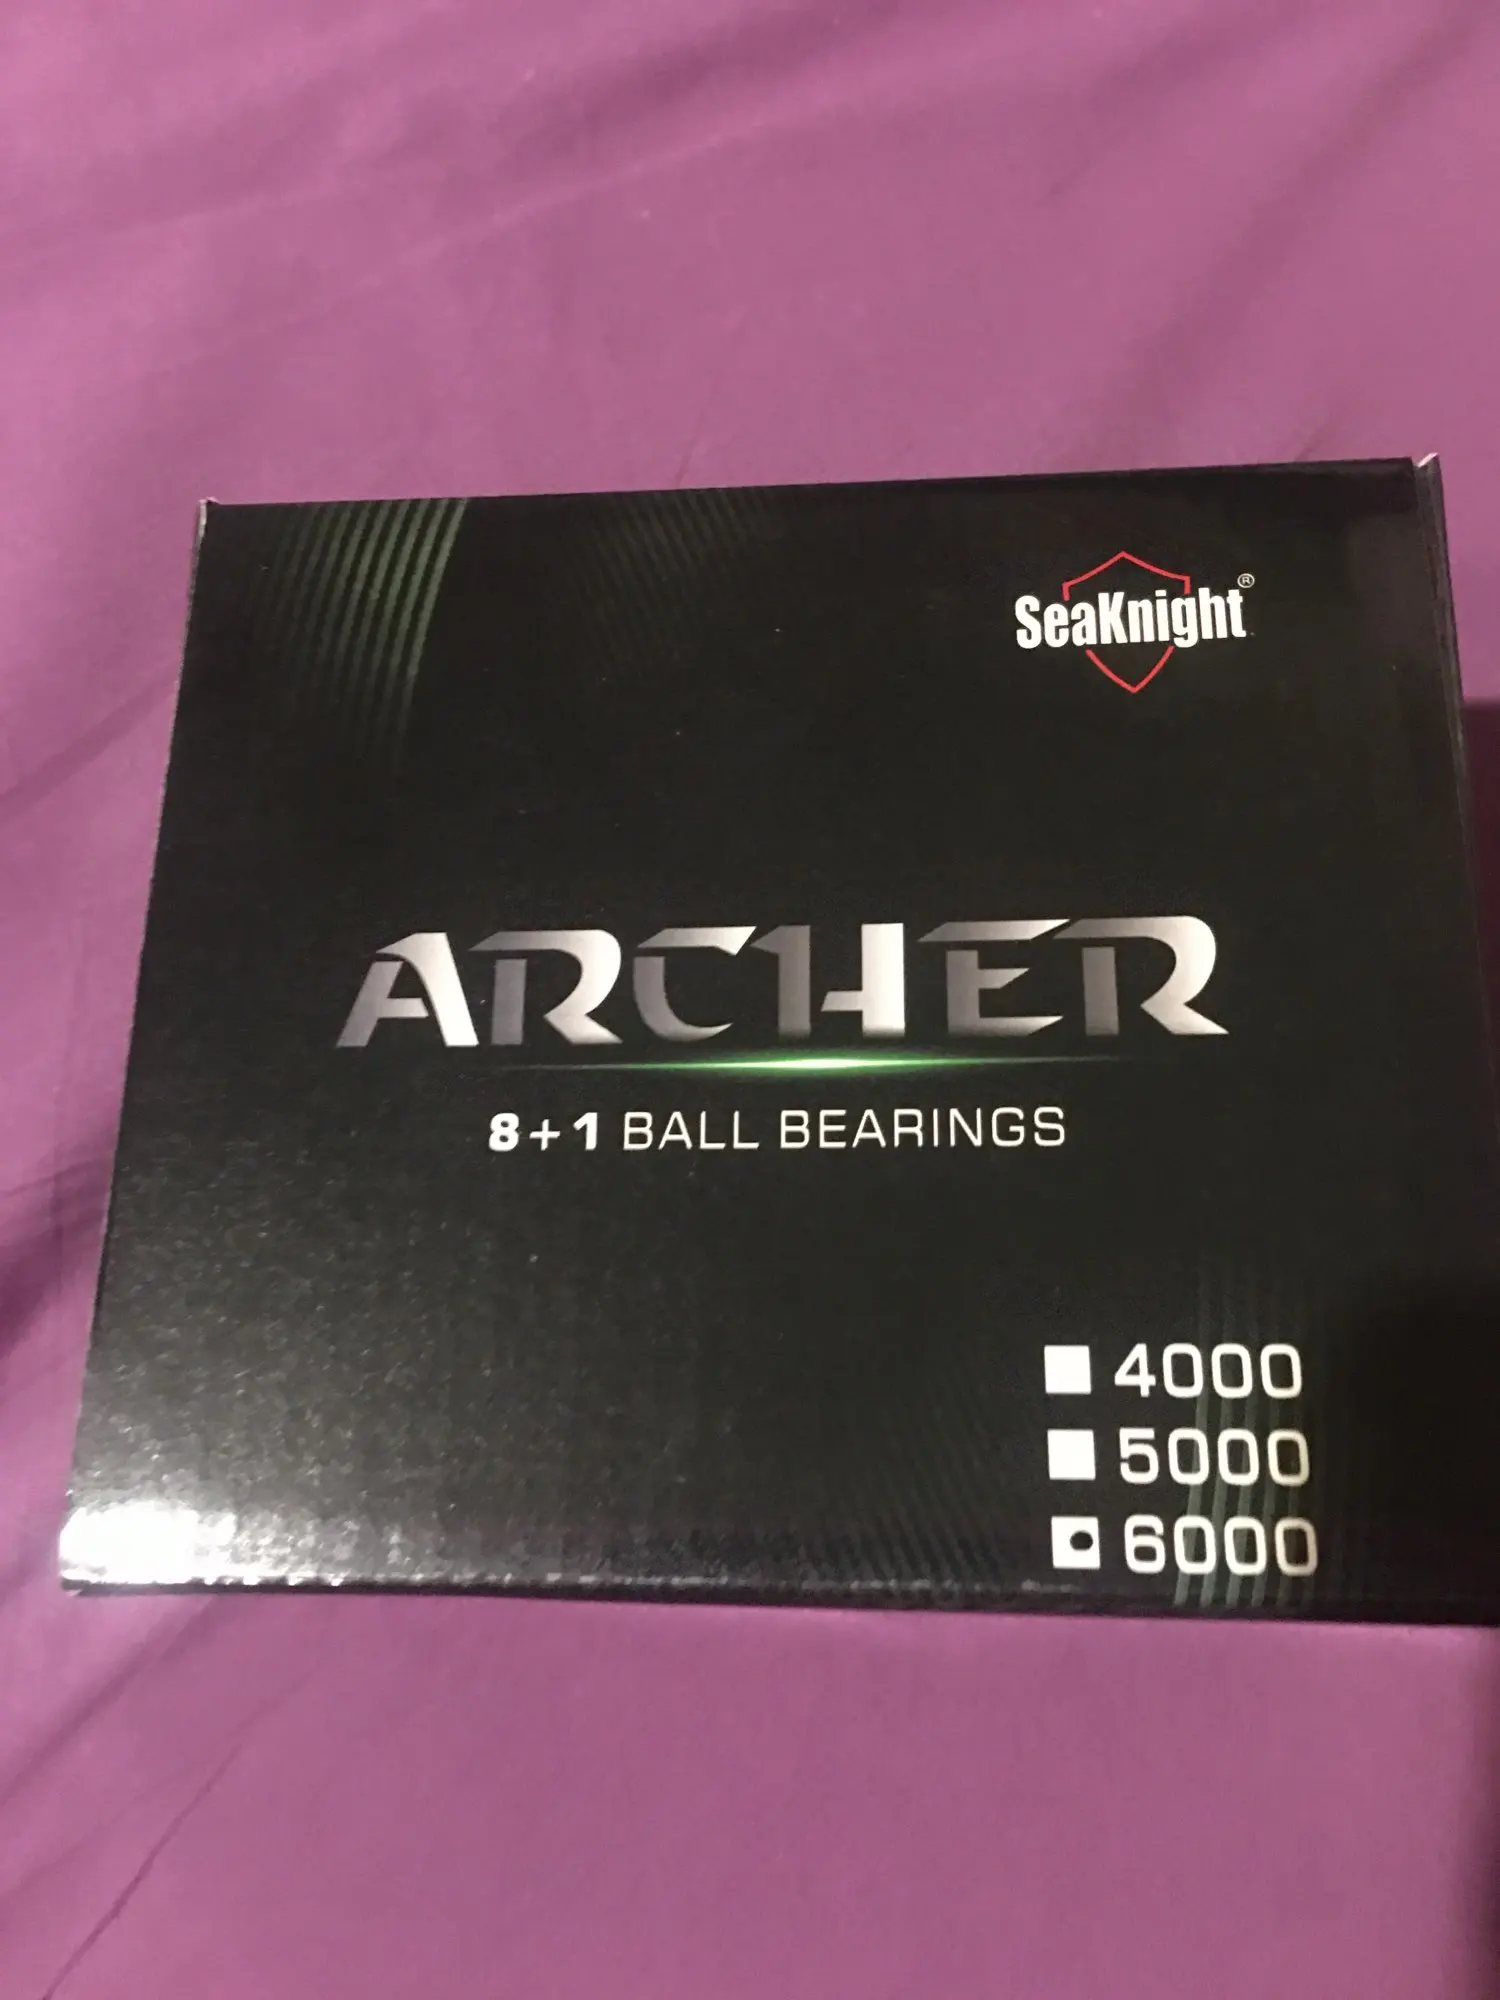 SeaKnight®
ARCHER
8+1 BALL BEARINGS
4000
5000
6000